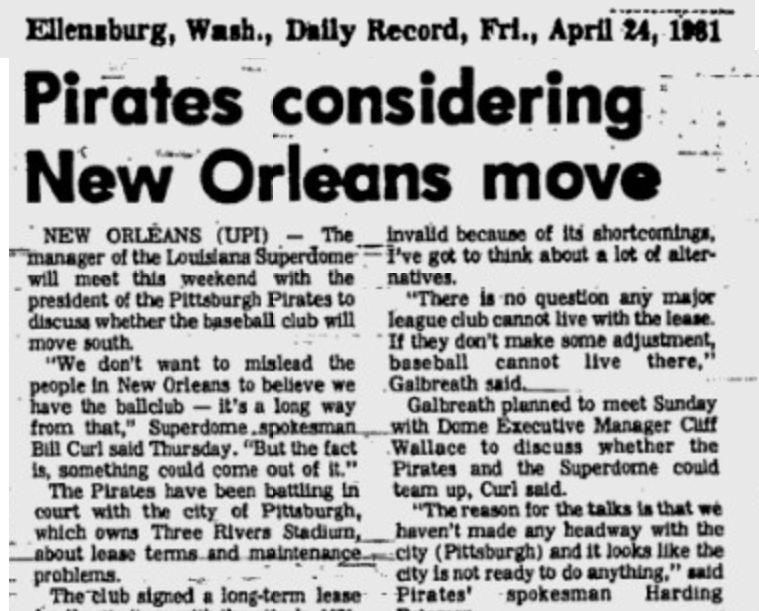 Ellensburg, Wash., Daily Record, Fri., April 24, 1981
Pirates considering
New Orleans move
NEW ORLEANS (UPI) — The
manager of the Louisiana Superdome
will meet this weekend with the
president of the Pittsburgh Pirates to
discuss whether the baseball club will
move south.
"We don't want to mislead the
people in New Orleans to believe we
have the ballclub — it's a long way
from that," Superdome spokesman
Bill Curl said Thursday. "But the fact
is, something could come out of it."
The Pirates have been battling in
court with the city of Pittsburgh,
which owns Three Rivers Stadium,
about lease terms and maintenance
problems.
The club signed a long-term lease
invalid because of its shortcomings,
I've got to think about a lot of alter-
natives.
"There is no question any major
league club cannot live with the lease.
If they don't make some adjustment,
baseball cannot live there,"
Galbreath said.
Galbreath planned to meet Sunday
with Dome Executive Manager Cliff
Wallace to discuss whether the
Pirates and the Superdome could
team up, Curl said.
"The reason for the talks is that we
haven't made any headway with the
city (Pittsburgh) and it looks like the
city is not ready to do anything," said
Pirates' spokesman Harding